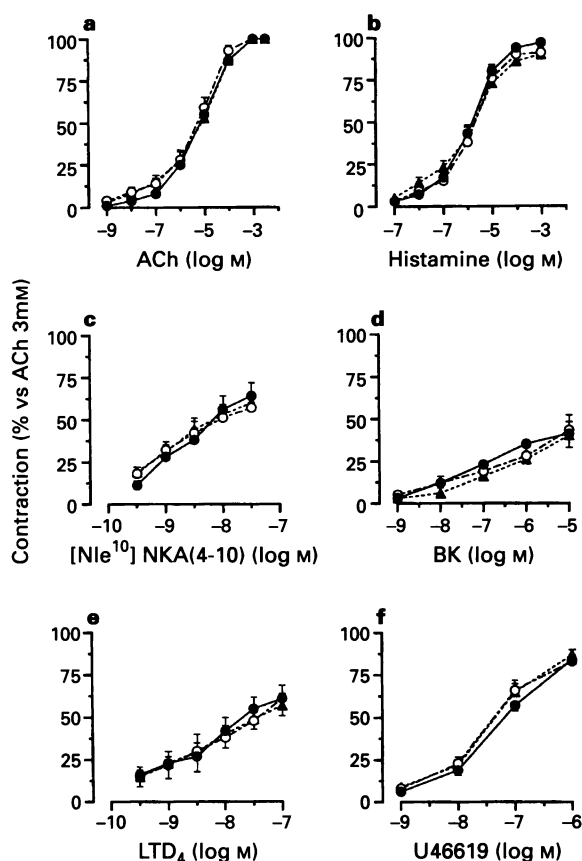 a
100
75
50
25
0
−9 −7 −5 −3
ACh (log M)
b
100
75
50
25
0
−7 −7 −5 −3
Histamine (log M)
Contraction (% vs ACh 3mM)
c
100
75
50
25
0
−10 −9 −8 −7
[Nle¹⁰] NKA(4-10) (log M)
d
100
75
50
25
0
−9 −8 −7 −6 −5
BK (log M)
e
100
75
50
25
0
−10 −9 −8 −7
LTD₄ (log M)
f
100
75
50
25
0
−9 −8 −7 −6
U46619 (log M)